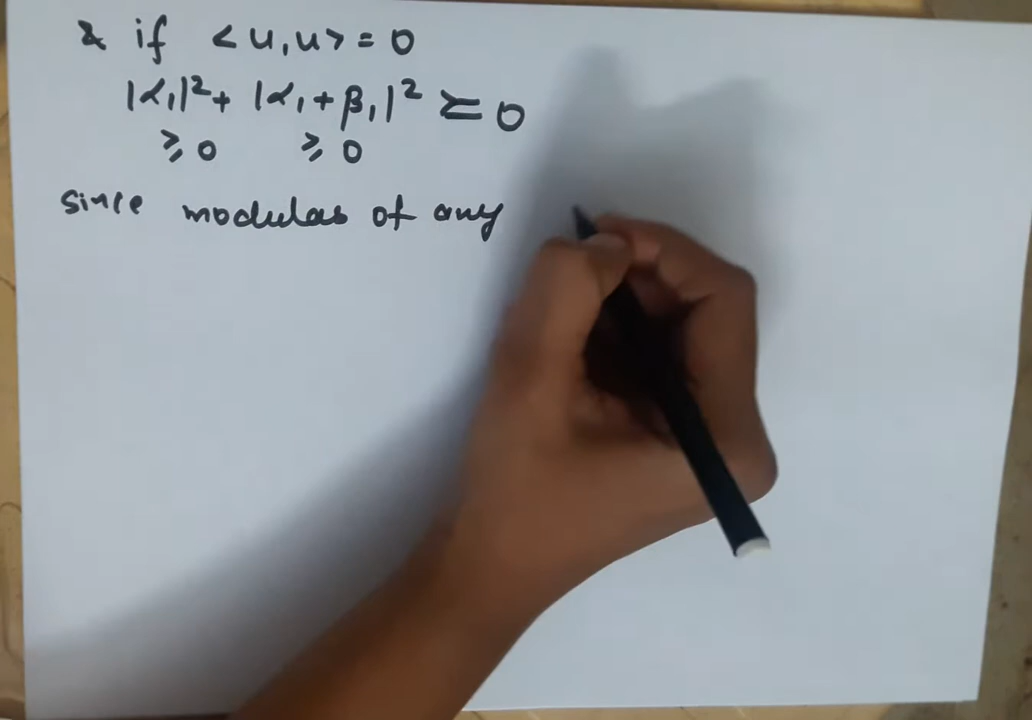 & if <u,u> = 0
|α₁|² + |α₁ + β₁|² = 0
≥ 0 ≥ 0
since modulas of any